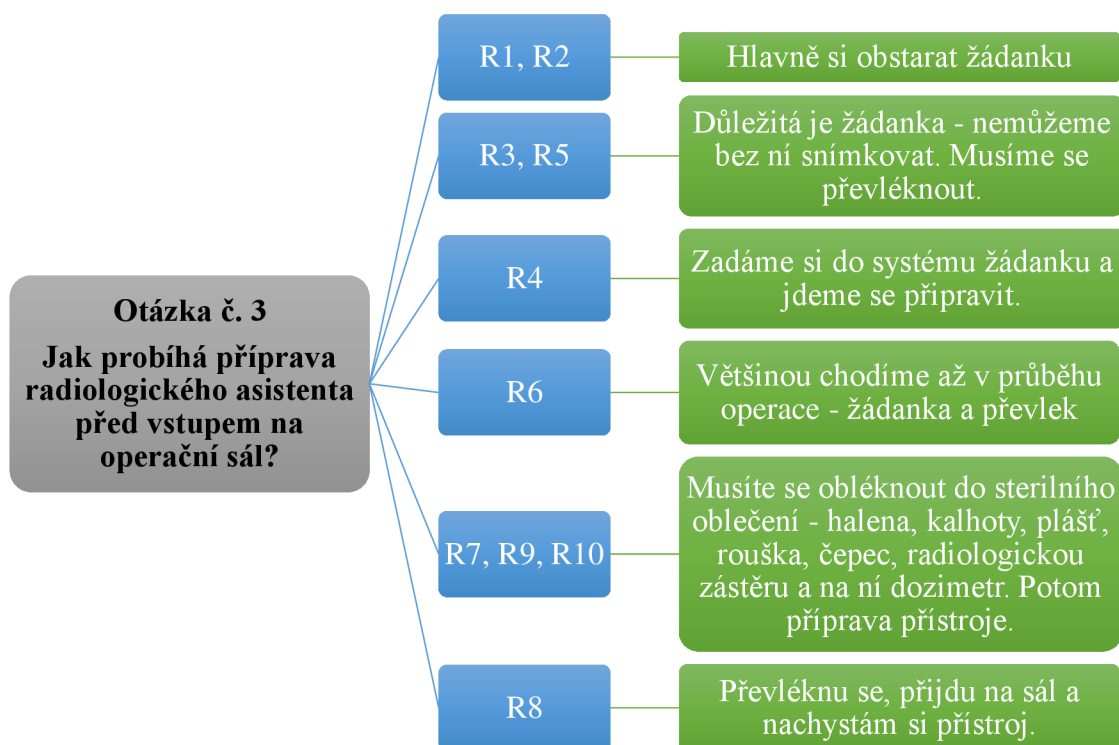 Otázka č. 3
Jak probíhá příprava
radiologického asistenta
před vstupem na
operační sál?
R1, R2
Hlavně si obstarat žádanku
R3, R5
Důležitá je žádanka - nemůžeme
bez ní snímkovat. Musíme se
převléknout.
R4
Zadáme si do systému žádanku a
jdeme se připravit.
R6
Většinou chodíme až v průběhu
operace - žádanka a převlek
R7, R9, R10
Musíte se obléknout do sterilního
oblečení - halena, kalhoty, plášť,
rouška, čepec, radiologickou
zástěru a na ní dozimetr. Potom
příprava přístroje.
R8
Převléknu se, přijdu na sál a
nachystám si přístroj.